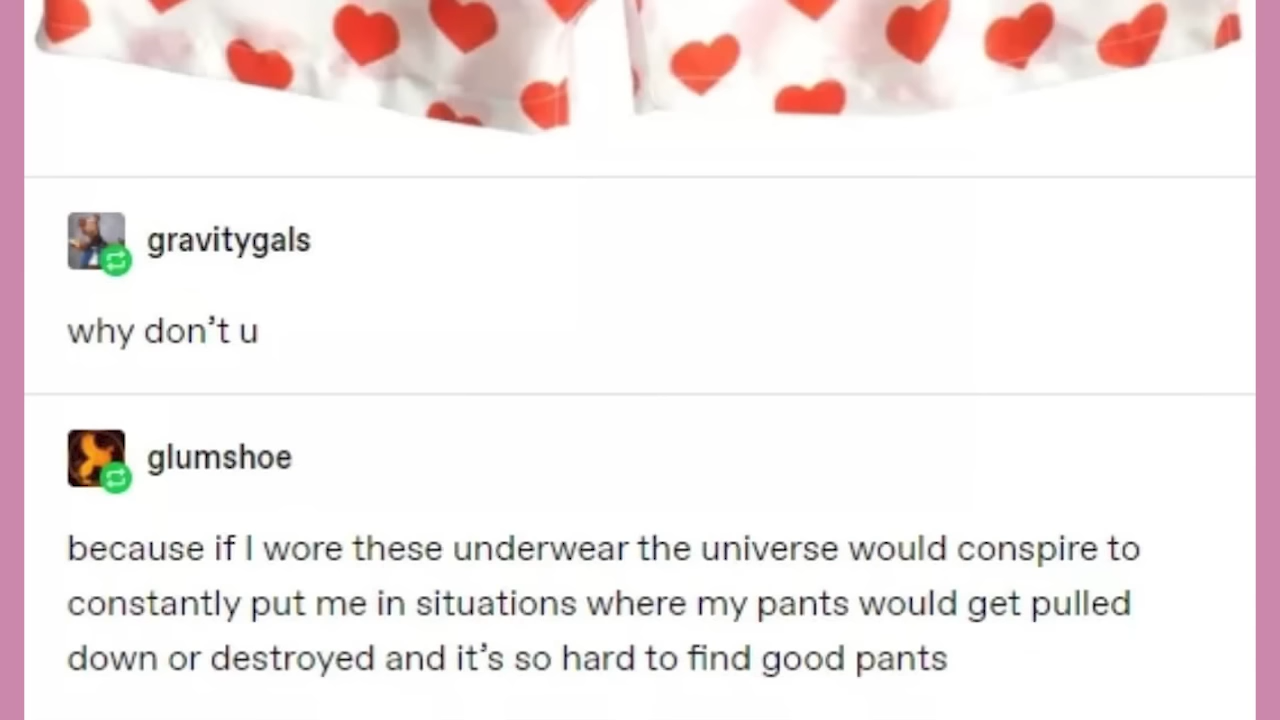 gravitygals
why don’t u
glumshoe
because if I wore these underwear the universe would conspire to
constantly put me in situations where my pants would get pulled
down or destroyed and it’s so hard to find good pants